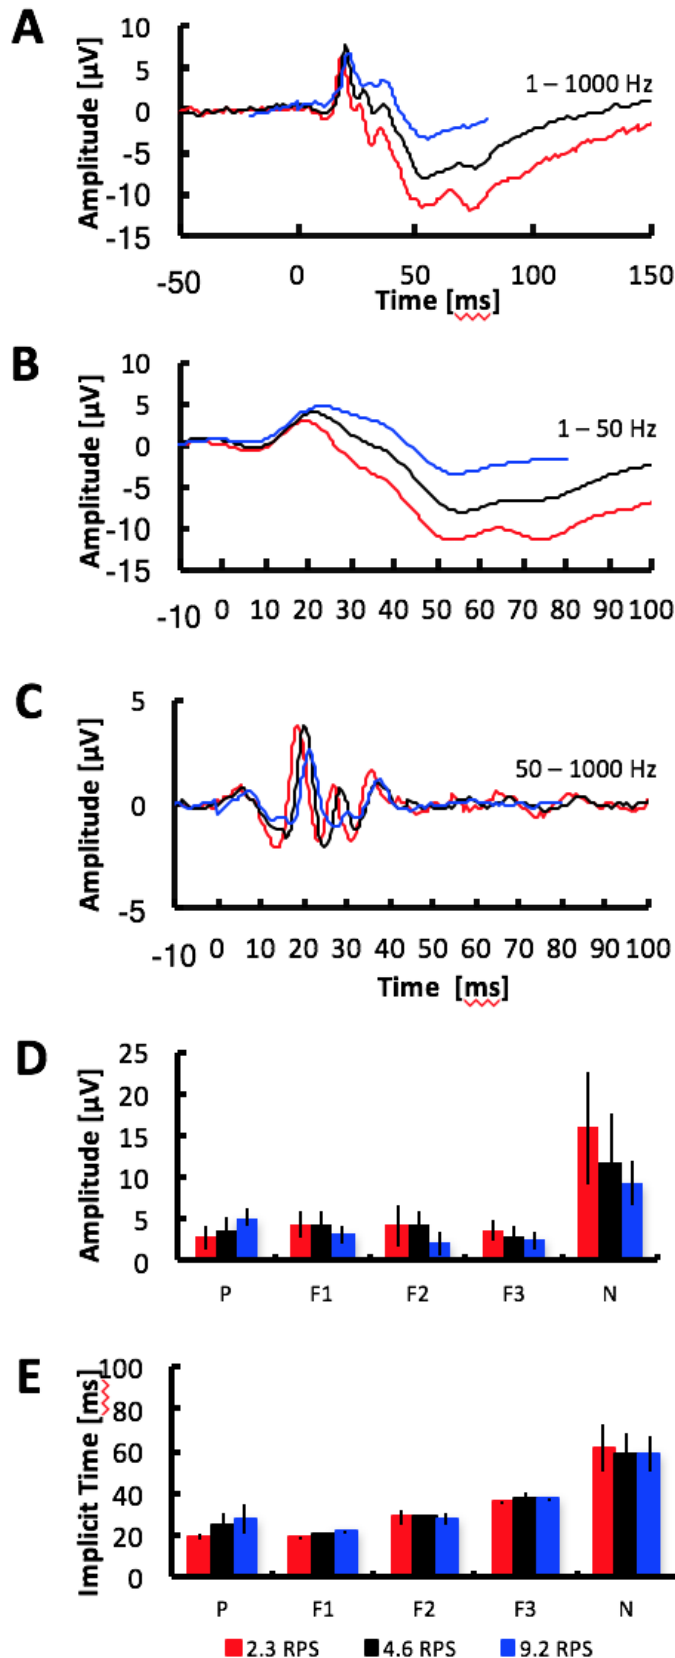 A
Amplitude [µV]
10
5
0
-5
-10
-15
1 – 1000 Hz
-50 0 50 100 150
Time [ms]
B
Amplitude [µV]
10
5
0
-5
-10
-15
1 – 50 Hz
-10 0 10 20 30 40 50 60 70 80 90 100
C
Amplitude [µV]
5
0
-5
50 – 1000 Hz
-10 0 10 20 30 40 50 60 70 80 90 100
Time [ms]
D
Amplitude [µV]
25
20
15
10
5
0
P F1 F2 F3 N
E
Implicit Time [ms]
100
80
60
40
20
0
P F1 F2 F3 N
2.3 RPS 4.6 RPS 9.2 RPS